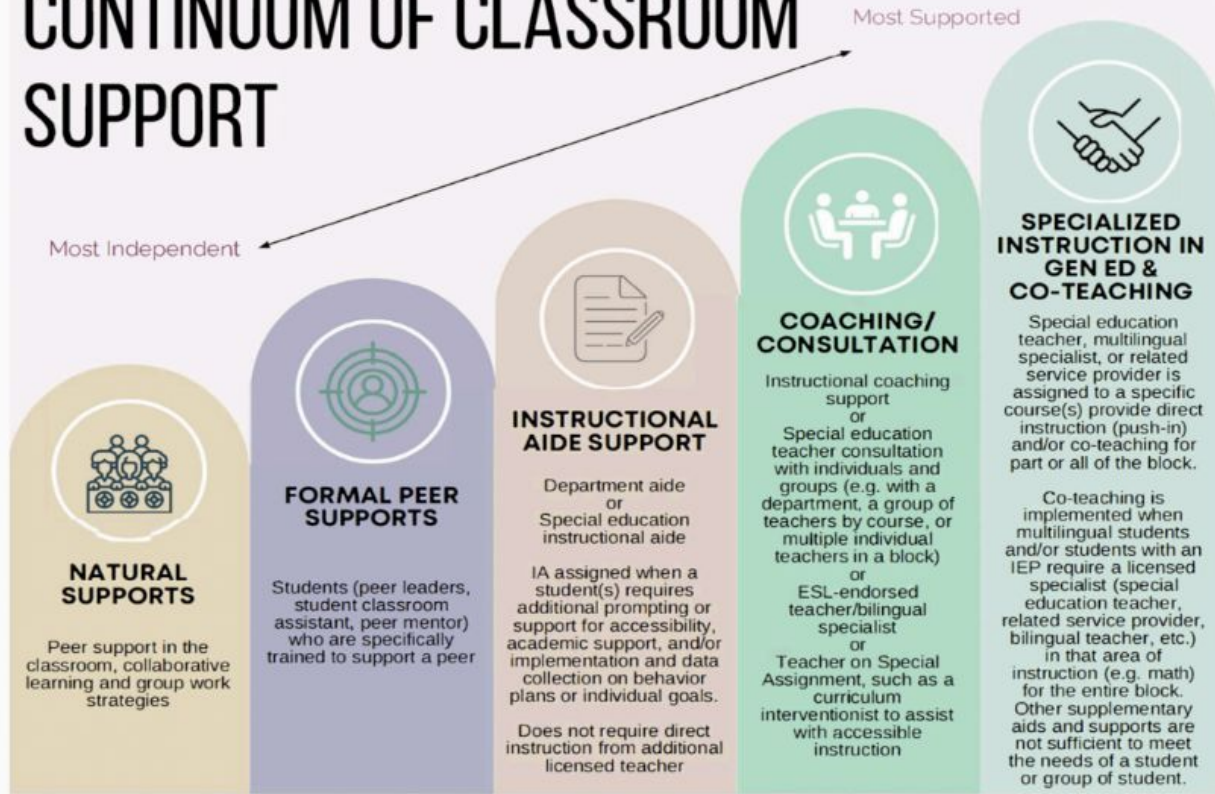 CONTINUUM OF CLASSROOM
SUPPORT
Most Supported
Most Independent
NATURAL
SUPPORTS
Peer support in the
classroom, collaborative
learning and group work
strategies
FORMAL PEER
SUPPORTS
Students (peer leaders,
student classroom
assistant, peer mentor)
who are specifically
trained to support a peer
INSTRUCTIONAL
AIDE SUPPORT
Department aide
or
Special education
instructional aide
IA assigned when a
student(s) requires
additional prompting or
support for accessibility,
academic support, and/or
implementation and data
collection on behavior
plans or individual goals.
Does not require direct
instruction from additional
licensed teacher
COACHING/
CONSULTATION
Instructional coaching
support
or
Special education
teacher consultation
with individuals and
groups (e.g. with a
department, a group of
teachers by course, or
multiple individual
teachers in a block)
or
ESL-endorsed
teacher/bilingual
specialist
or
Teacher on Special
Assignment, such as a
curriculum
interventionist to assist
with accessible
instruction
SPECIALIZED
INSTRUCTION IN
GEN ED &
CO-TEACHING
Special education
teacher, multilingual
specialist, or related
service provider is
assigned to a specific
course(s) provide direct
instruction (push-in)
and/or co-teaching for
part or all of the block.
Co-teaching is
implemented when
multilingual students
and/or students with an
IEP require a licensed
specialist (special
education teacher,
related service provider,
bilingual teacher, etc.)
in that area of
instruction (e.g. math)
for the entire block.
Other supplementary
aids and supports are
not sufficient to meet
the needs of a student
or group of student.